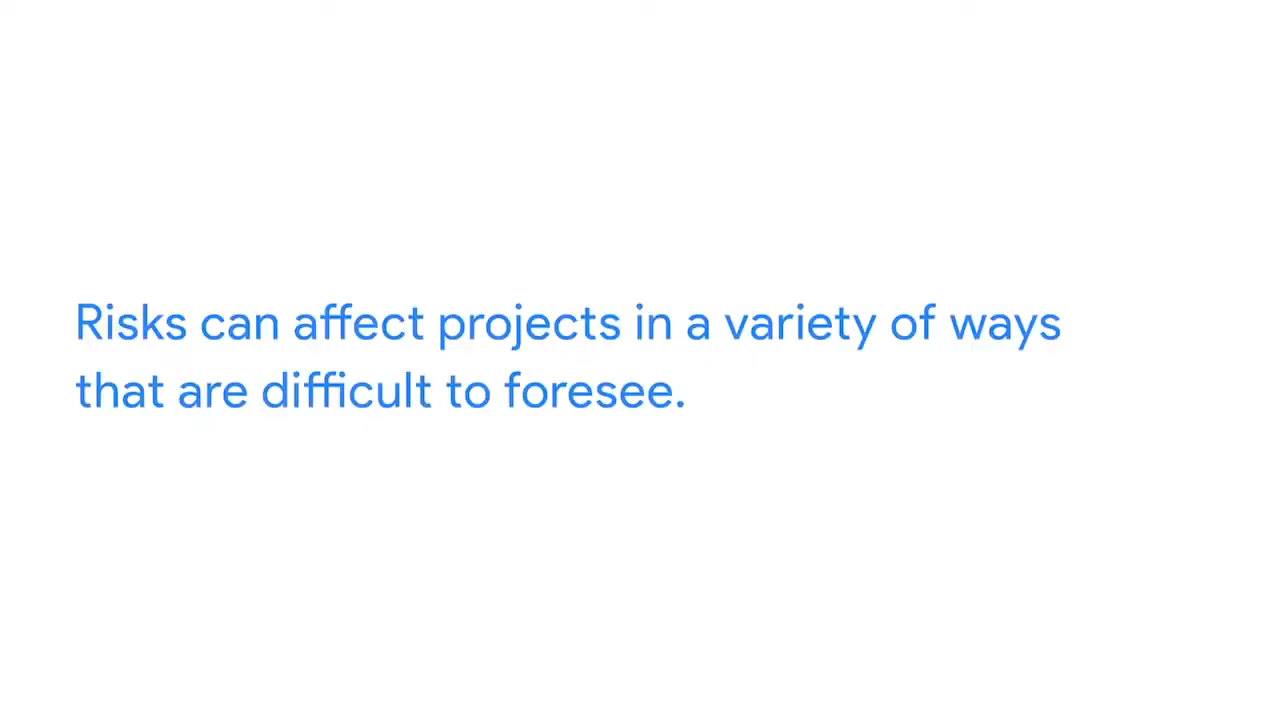 Risks can affect projects in a variety of ways
that are difficult to foresee.